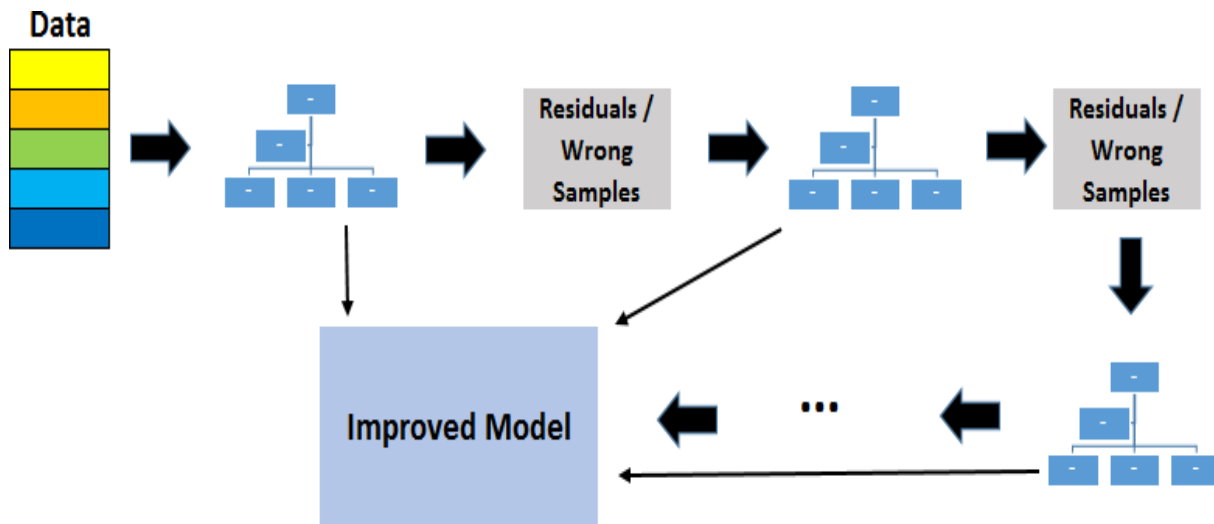 Data
-
-
- - -
Residuals /
Wrong
Samples
-
-
- - -
Residuals /
Wrong
Samples
Improved Model
...
-
-
- - -